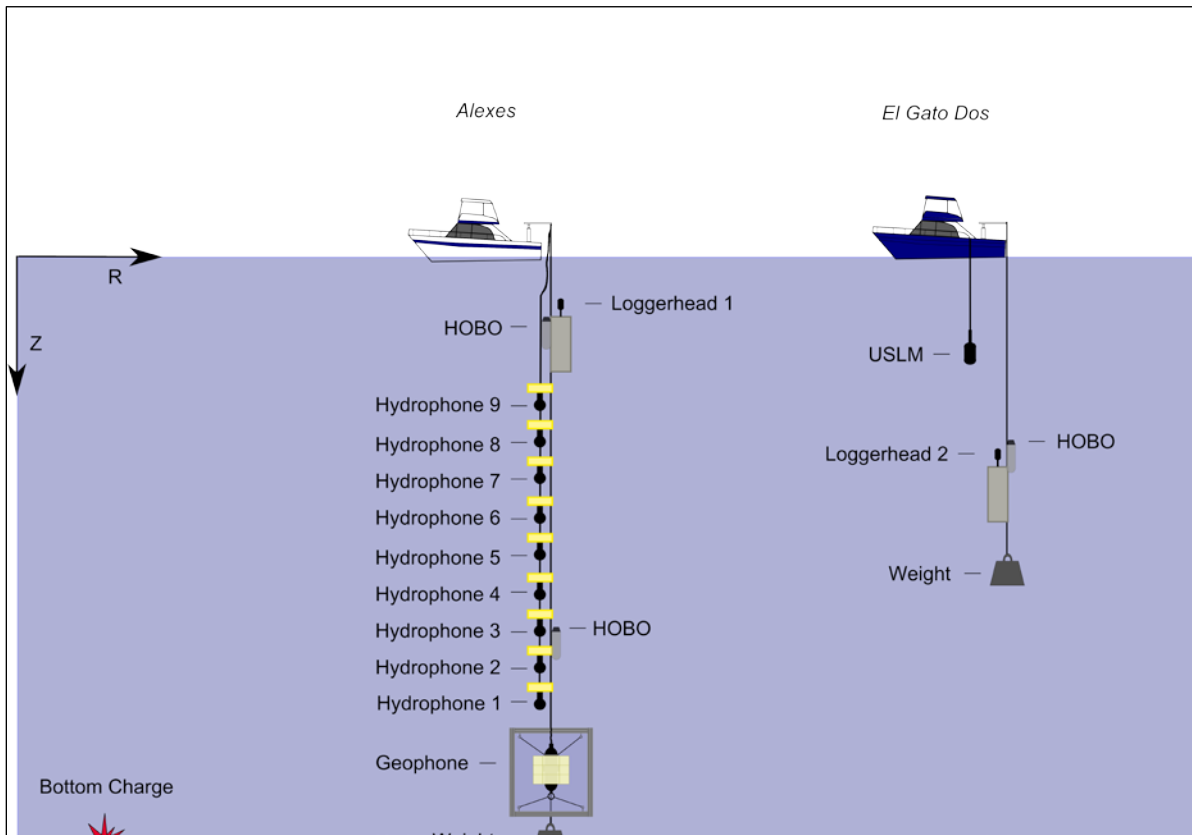 Alexes
El Gato Dos
R
Z
Loggerhead 1
HOBO
USLM
Hydrophone 9
Hydrophone 8
Hydrophone 7
Hydrophone 6
Hydrophone 5
Hydrophone 4
Hydrophone 3
Hydrophone 2
Hydrophone 1
HOBO
Geophone
Bottom Charge
HOBO
Loggerhead 2
Weight